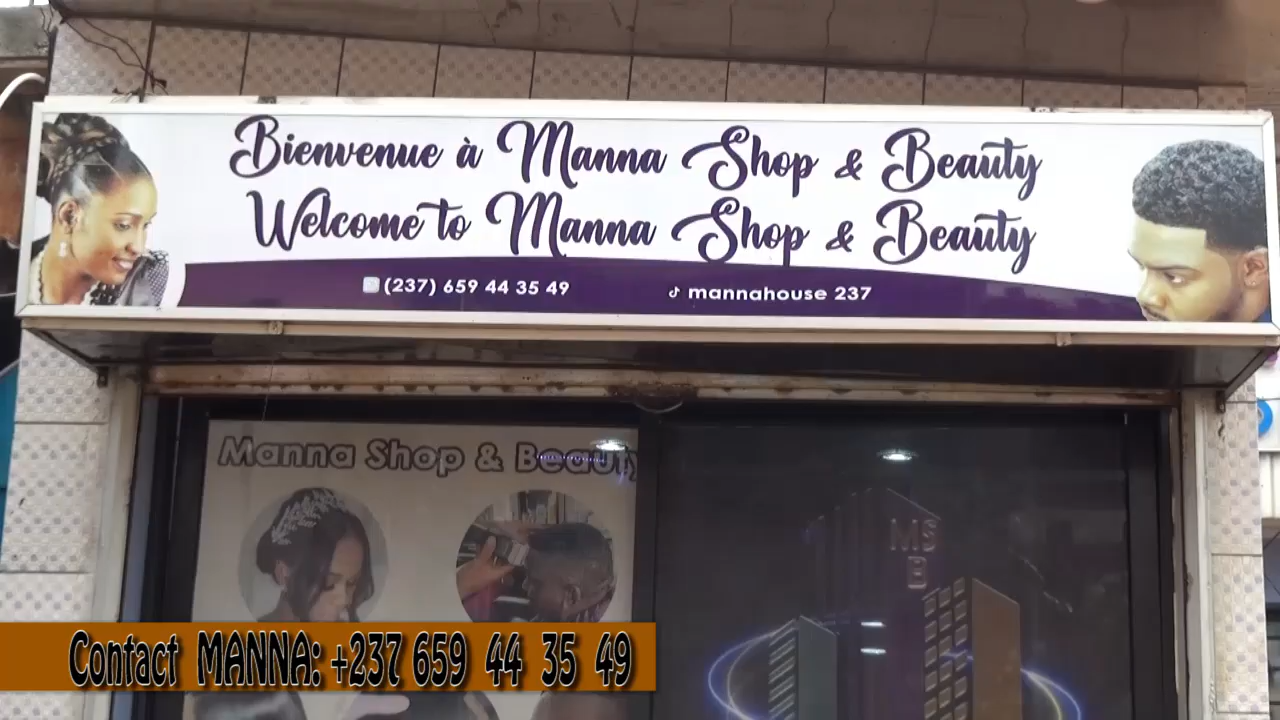 Bienvenue à Manna Shop & Beauty
Welcome to Manna Shop & Beauty
(237) 659 44 35 49
mannahouse 237
Manna Shop & Beauty
MS
B
Contact MANNA: +237 659 44 35 49